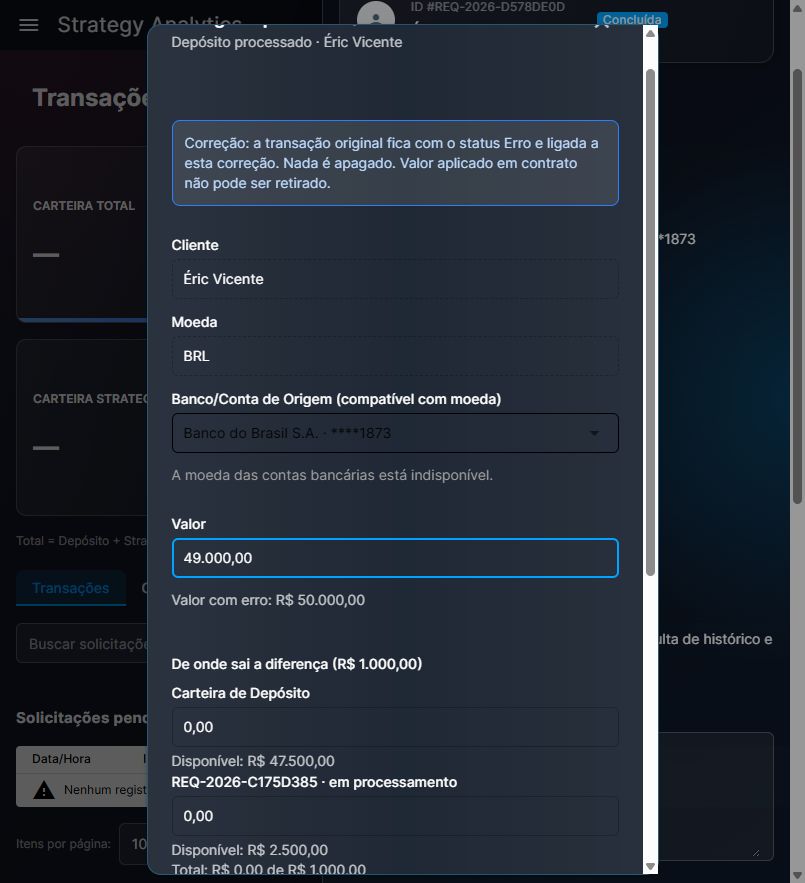 Strategy Analytics
ID #REQ-2026-D578DE0D
Concluída
Depósito processado · Éric Vicente
Transaçõe
Correção: a transação original fica com o status Erro e ligada a
esta correção. Nada é apagado. Valor aplicado em contrato
não pode ser retirado.
CARTEIRA TOTAL
—
Cliente
*1873
Éric Vicente
Moeda
BRL
CARTEIRA STRATEG
—
Banco/Conta de Origem (compatível com moeda)
Banco do Brasil S.A. · ****1873
A moeda das contas bancárias está indisponível.
Valor
Total = Depósito + Stra
49.000,00
Transações
Valor com erro: R$ 50.000,00
Buscar solicitaçõe
ulta de histórico e
De onde sai a diferença (R$ 1.000,00)
Carteira de Depósito
Solicitações penc
0,00
Data/Hora
Disponível: R$ 47.500,00
REQ-2026-C175D385 · em processamento
Nenhum regist
0,00
Itens por página:
10
Disponível: R$ 2.500,00
Total: R$ 0,00 de R$ 1.000,00